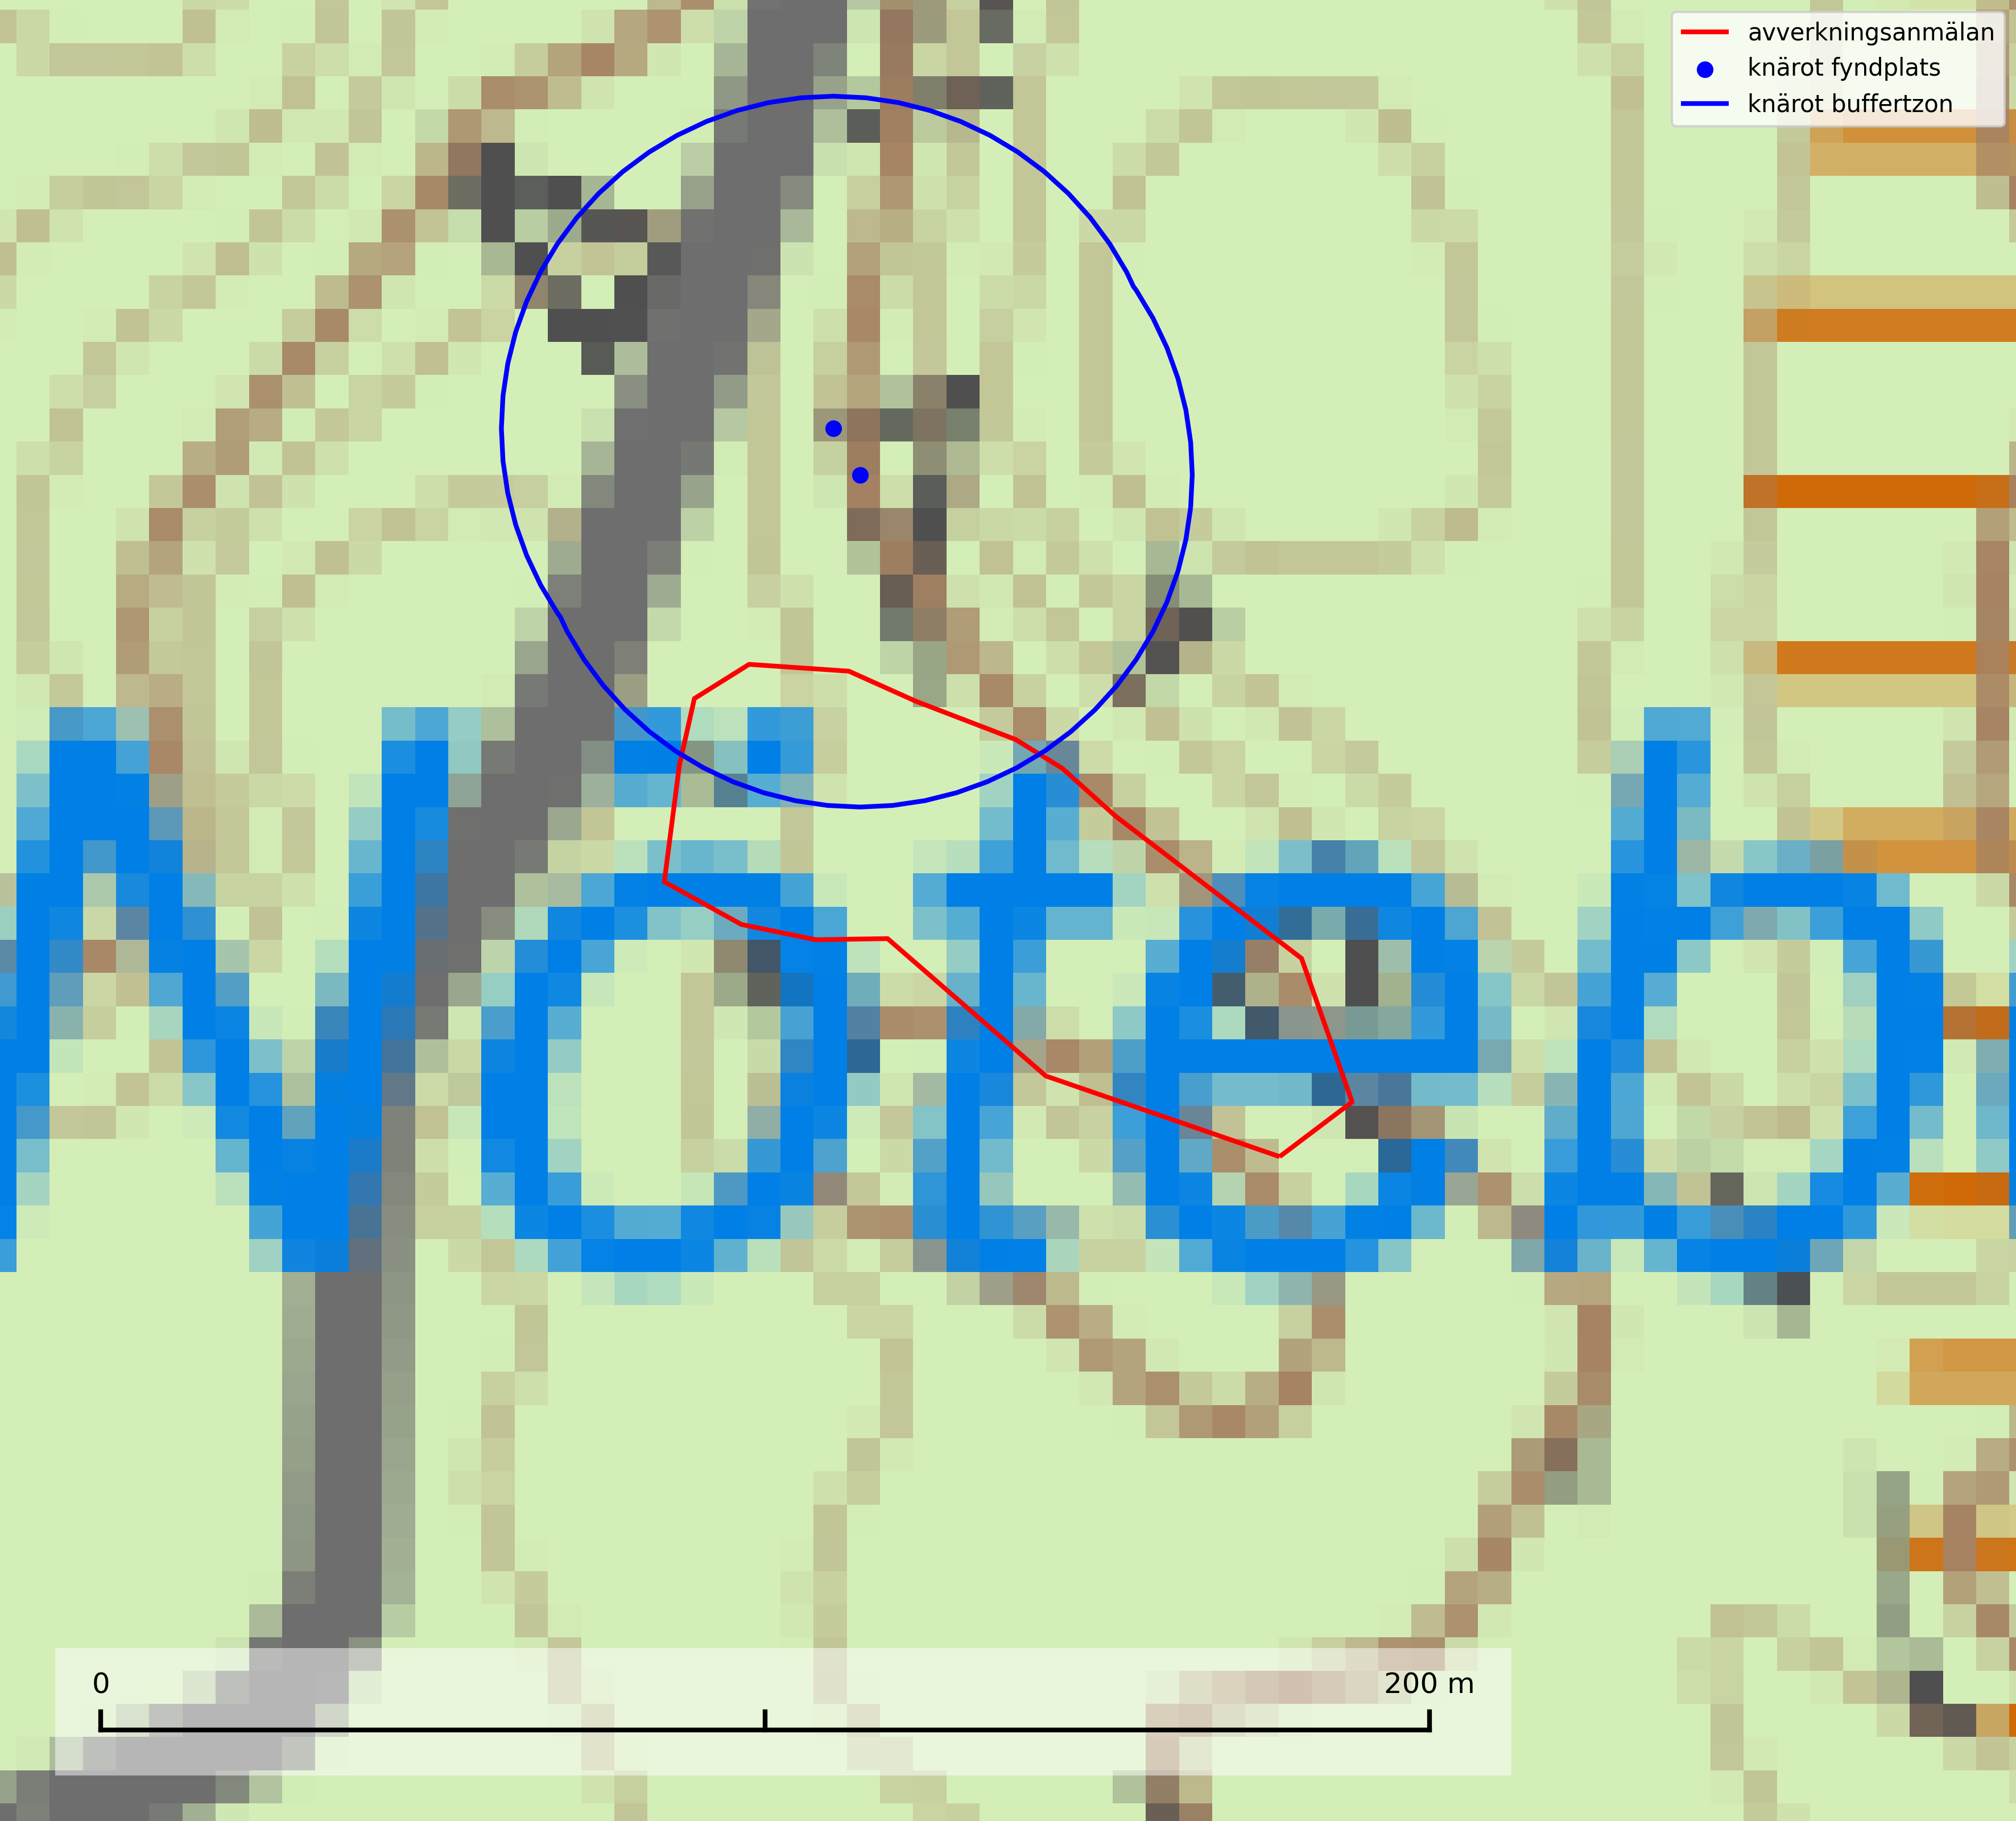 avverkningsanmälan
knärot fyndplats
knärot buffertzon
0
200 m